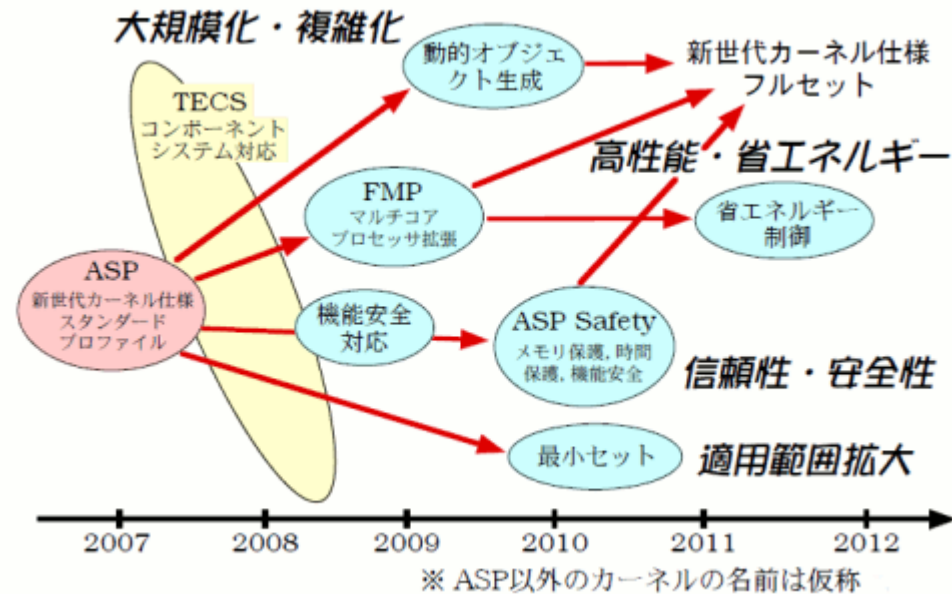 大規模化・複雑化
動的オブジェ
クト生成
新世代カーネル仕様
フルセット
TECS
コンポーネント
システム対応
高性能・省エネルギー
FMP
マルチコア
プロセッサ拡張
省エネルギー
制御
ASP
新世代カーネル仕様
スタンダード
プロファイル
機能安全
対応
ASP Safety
メモリ保護, 時間
保護, 機能安全
信頼性・安全性
最小セット
適用範囲拡大
2007
2008
2009
2010
2011
2012
※ ASP以外のカーネルの名前は仮称